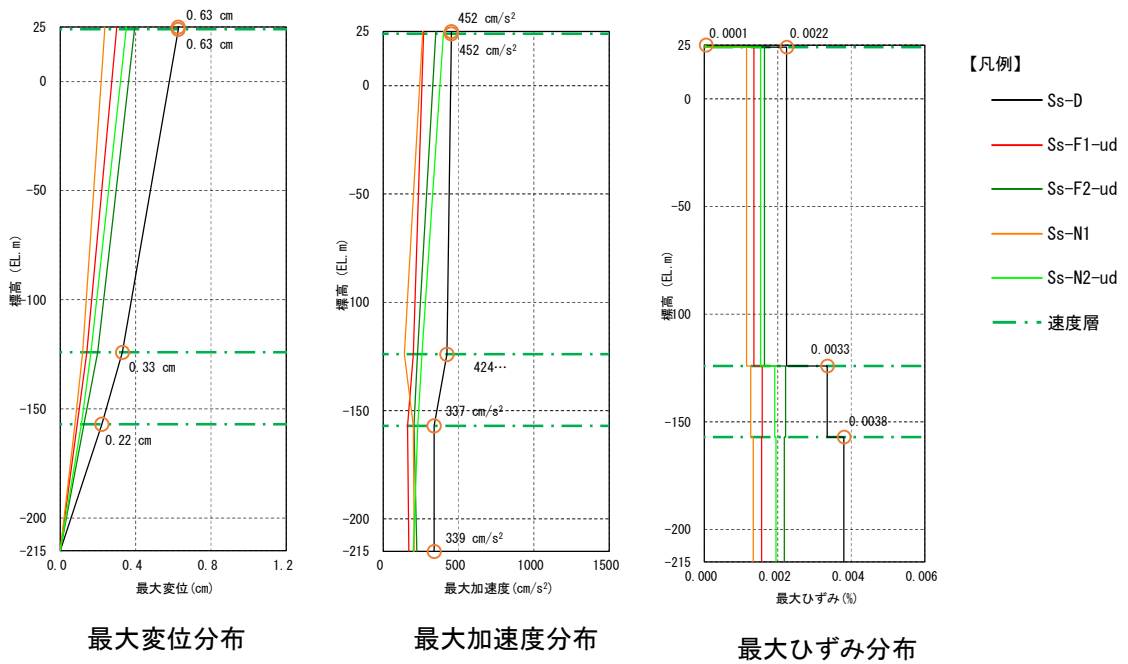 0.63 cm
0.63 cm
0.33 cm
0.22 cm
25
0
-50
-100
-150
-200
-215
標高 (EL.m)
0.0
0.4
0.8
1.2
最大変位(cm)
最大変位分布
452 cm/s²
452 cm/s²
424…
337 cm/s²
339 cm/s²
25
0
-50
-100
-150
-200
-215
標高 (EL.m)
0
500
1000
1500
最大加速度(cm/s²)
最大加速度分布
0.0001
0.0022
0.0033
0.0038
25
0
-50
-100
-150
-200
-215
標高 (EL.m)
0.000
0.002
0.004
0.006
最大ひずみ(%)
最大ひずみ分布
【凡例】
Ss-D
Ss-F1-ud
Ss-F2-ud
Ss-N1
Ss-N2-ud
速度層